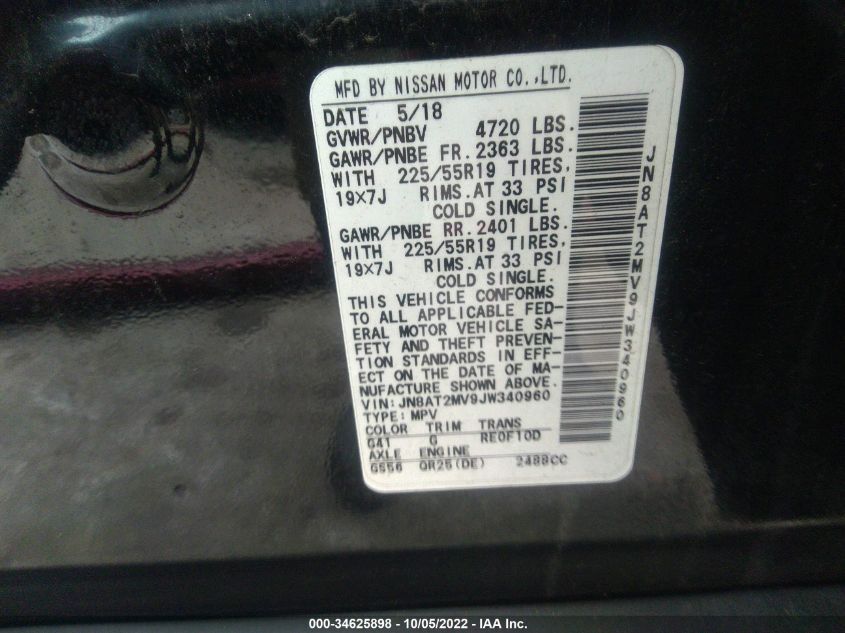 MFD BY NISSAN MOTOR CO.,LTD.
DATE 5/18
GVWR/PNBV 4720 LBS.
GAWR/PNBE FR. 2363 LBS.
WITH 225/55R19 TIRES,
19×7J RIMS.AT 33 PSI
COLD SINGLE.
GAWR/PNBE RR. 2401 LBS.
WITH 225/55R19 TIRES,
19×7J RIMS.AT 33 PSI
COLD SINGLE.
THIS VEHICLE CONFORMS
TO ALL APPLICABLE FED-
ERAL MOTOR VEHICLE SA-
FETY AND THEFT PREVEN-
TION STANDARDS IN EFF-
ECT ON THE DATE OF MA-
NUFACTURE SHOWN ABOVE.
VIN: JN8AT2MV9JW340960
TYPE: MPV
COLOR TRIM TRANS
G41 G RE0F10D
AXLE ENGINE
GS56 QR25(DE) 2488CC
JN8AT2MV9JW340960
000-34625898 - 10/05/2022 - IAA Inc.